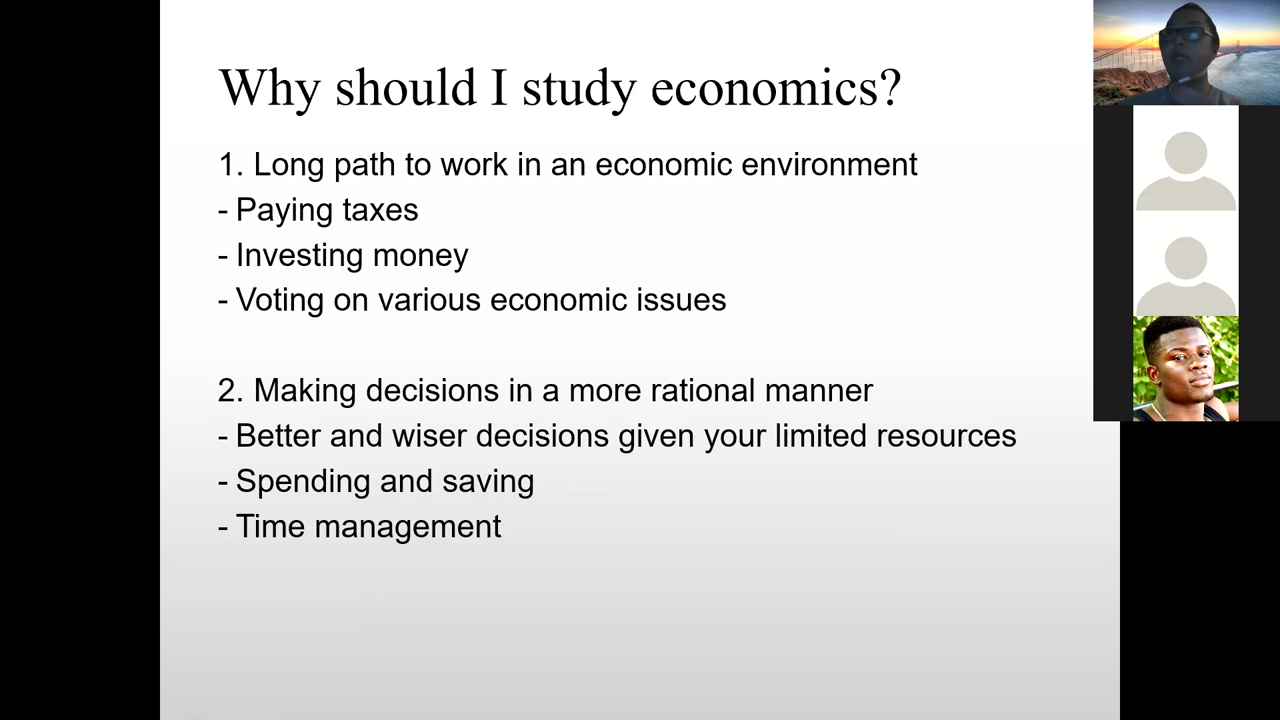 Why should I study economics?
1. Long path to work in an economic environment
- Paying taxes
- Investing money
- Voting on various economic issues
2. Making decisions in a more rational manner
- Better and wiser decisions given your limited resources
- Spending and saving
- Time management